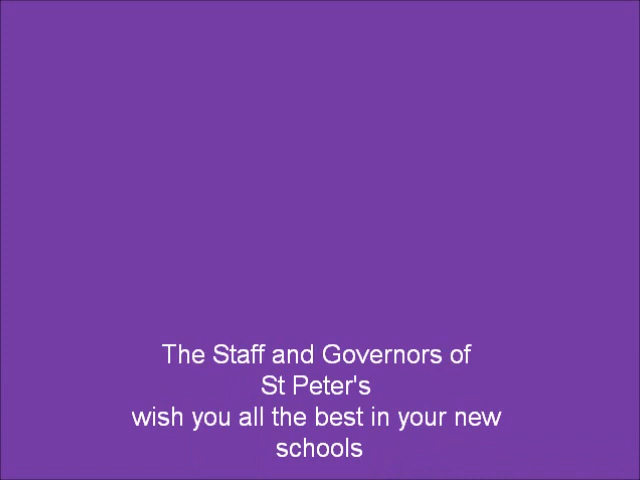 The Staff and Governors of
St Peter's
wish you all the best in your new
schools